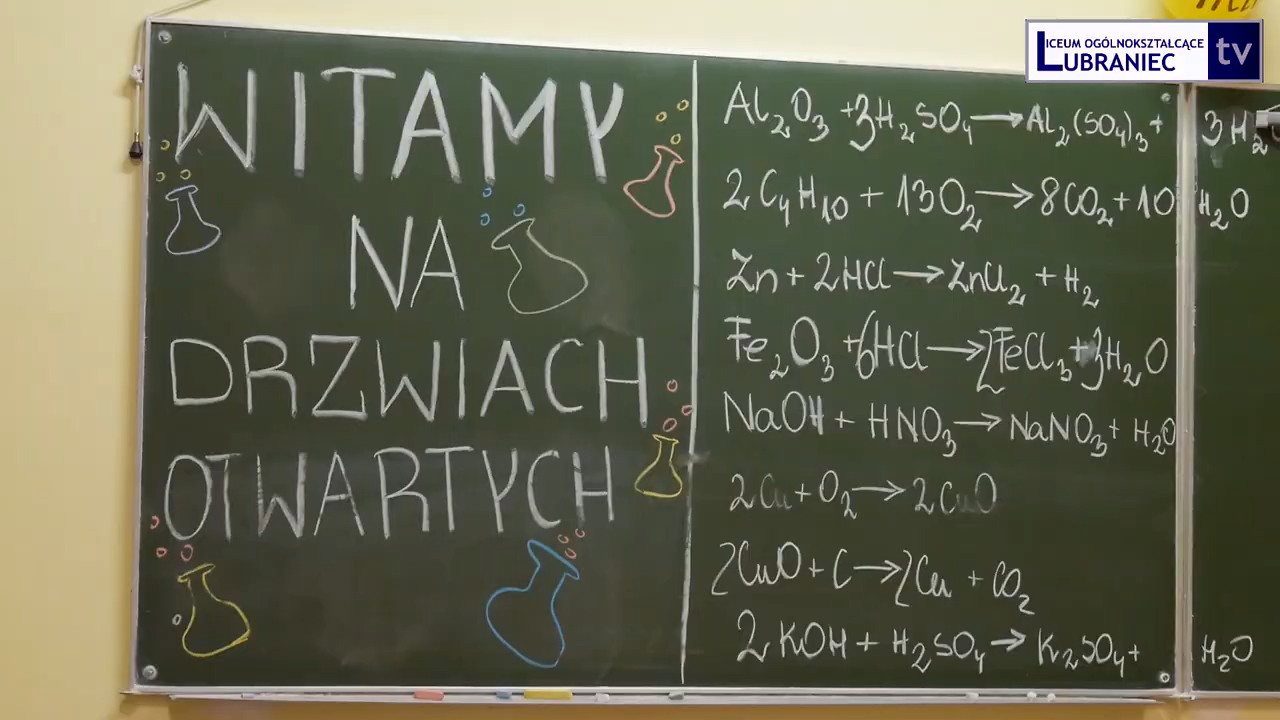 WITAMY
NA
DRZWIACH
OTWARTYCH
Al₂O₃ + 3H₂SO₄ → Al₂(SO₄)₃ + 3H₂
2C₄H₁₀ + 13O₂ → 8CO₂ + 10 H₂O
Zn + 2HCl → ZnCl₂ + H₂
Fe₂O₃ + 6HCl → 2FeCl₃ + 3H₂O
NaOH + HNO₃ → NaNO₃ + H₂O
2Cu + O₂ → 2CuO
2CuO + C → 2Cu + CO₂
2KOH + H₂SO₄ → K₂SO₄ + H₂O
LICEUM OGÓLNOKSZTAŁCĄCE
LUBRANIEC
tv